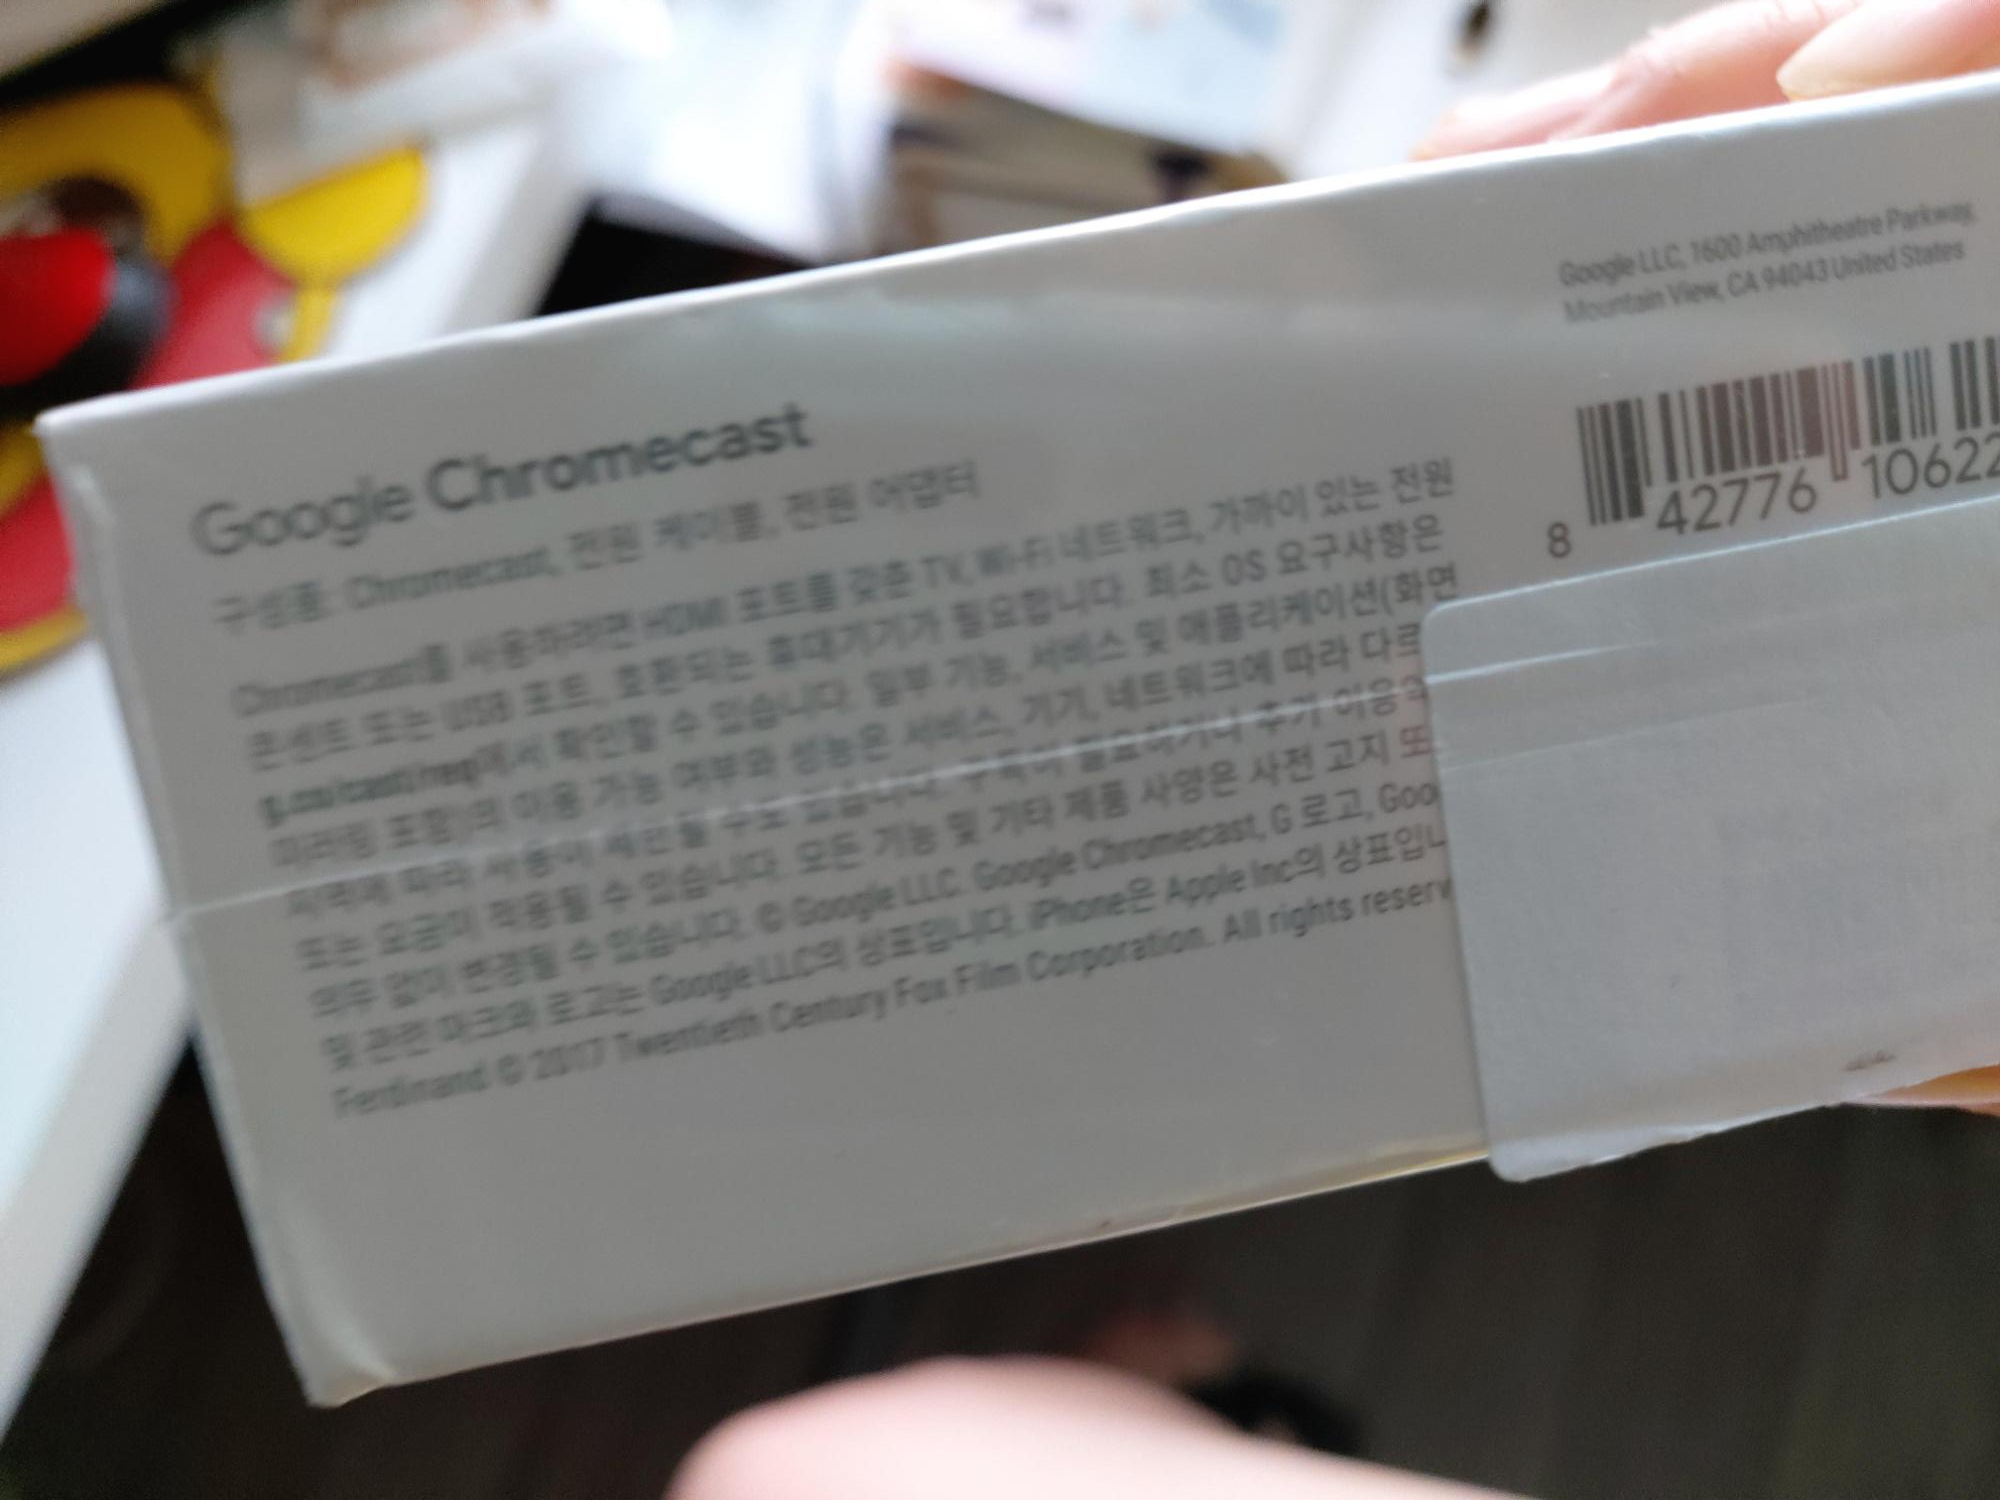 Google LLC, 1600 Amphitheatre Parkway,
Mountain View, CA 94043 United States
8 42776 10622
Google Chromecast
구성품: Chromecast, 전원 케이블, 전원 어댑터
Chromecast를 사용하려면 HDMI 포트를 갖춘 TV, Wi-Fi 네트워크, 가까이 있는 전원
콘센트 또는 USB 포트, 호환되는 휴대기기가 필요합니다. 최소 OS 요구사항은
g.co/cast/req에서 확인할 수 있습니다. 일부 기능, 서비스 및 애플리케이션(화면
미러링 포함)의 이용 가능 여부와 성능은 서비스, 기기, 네트워크에 따라 다르
지역에 따라 사용이 제한될 수도 있습니다. 구독이 필요하거나 추가 이용
또는 요금이 적용될 수 있습니다. 모든 기능 및 기타 제품 사양은 사전 고지 또
의무 없이 변경될 수 있습니다. © Google LLC. Google Chromecast, G 로고, Goo
및 관련 마크와 로고는 Google LLC의 상표입니다. iPhone은 Apple Inc의 상표입니
Ferdinand © 2017 Twentieth Century Fox Film Corporation. All rights reserv